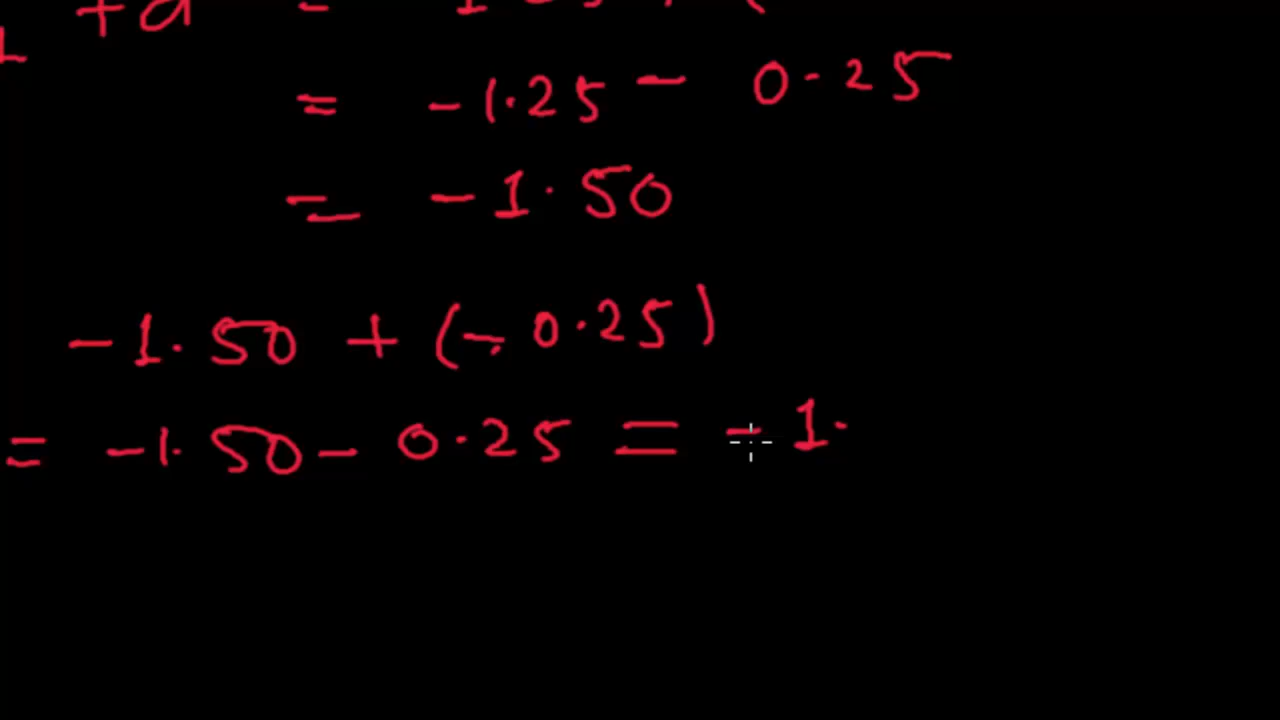 +a =
= -1.25 - 0.25
= -1.50
-1.50 + (-0.25)
= -1.50 - 0.25 = -1.